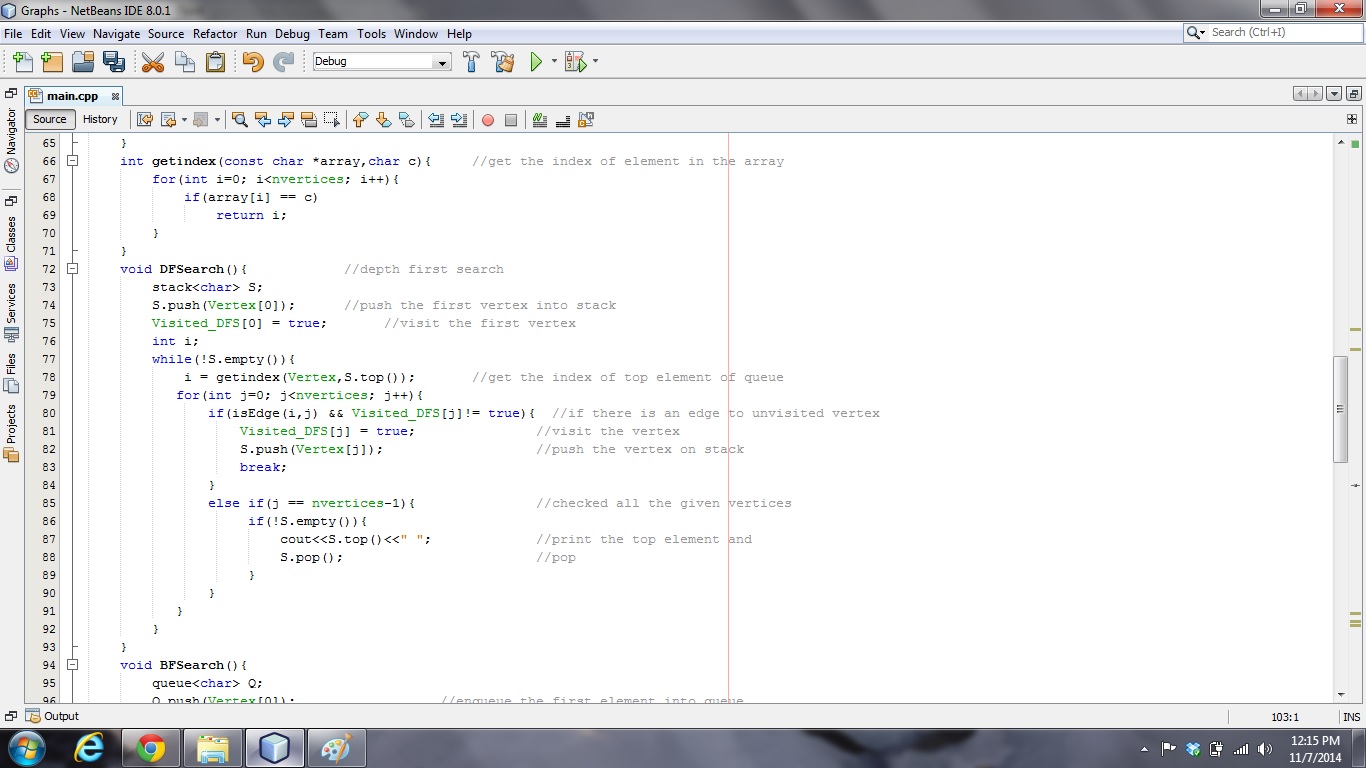 Graphs - NetBeans IDE 8.0.1
File Edit View Navigate Source Refactor Run Debug Team Tools Window Help
Search (Ctrl+I)
Debug
main.cpp
Source History
Navigator
Classes
Services
Files
Projects
65 }
66 int getindex(const char *array,char c){ //get the index of element in the array
67 for(int i=0; i<nvertices; i++){
68 if(array[i] == c)
69 return i;
70 }
71 }
72 void DFSearch(){ //depth first search
73 stack<char> S;
74 S.push(Vertex[0]); //push the first vertex into stack
75 Visited_DFS[0] = true; //visit the first vertex
76 int i;
77 while(!S.empty()){
78 i = getindex(Vertex,S.top()); //get the index of top element of queue
79 for(int j=0; j<nvertices; j++){
80 if(isEdge(i,j) && Visited_DFS[j]!= true){ //if there is an edge to unvisited vertex
81 Visited_DFS[j] = true; //visit the vertex
82 S.push(Vertex[j]); //push the vertex on stack
83 break;
84 }
85 else if(j == nvertices-1){ //checked all the given vertices
86 if(!S.empty()){
87 cout<<S.top()<<" "; //print the top element and
88 S.pop(); //pop
89 }
90 }
91 }
92 }
93 }
94 void BFSearch(){
95 queue<char> Q;
96 Q.push(Vertex[0]); //enqueue the first element into queue
Output
103:1 INS
12:15 PM
11/7/2014